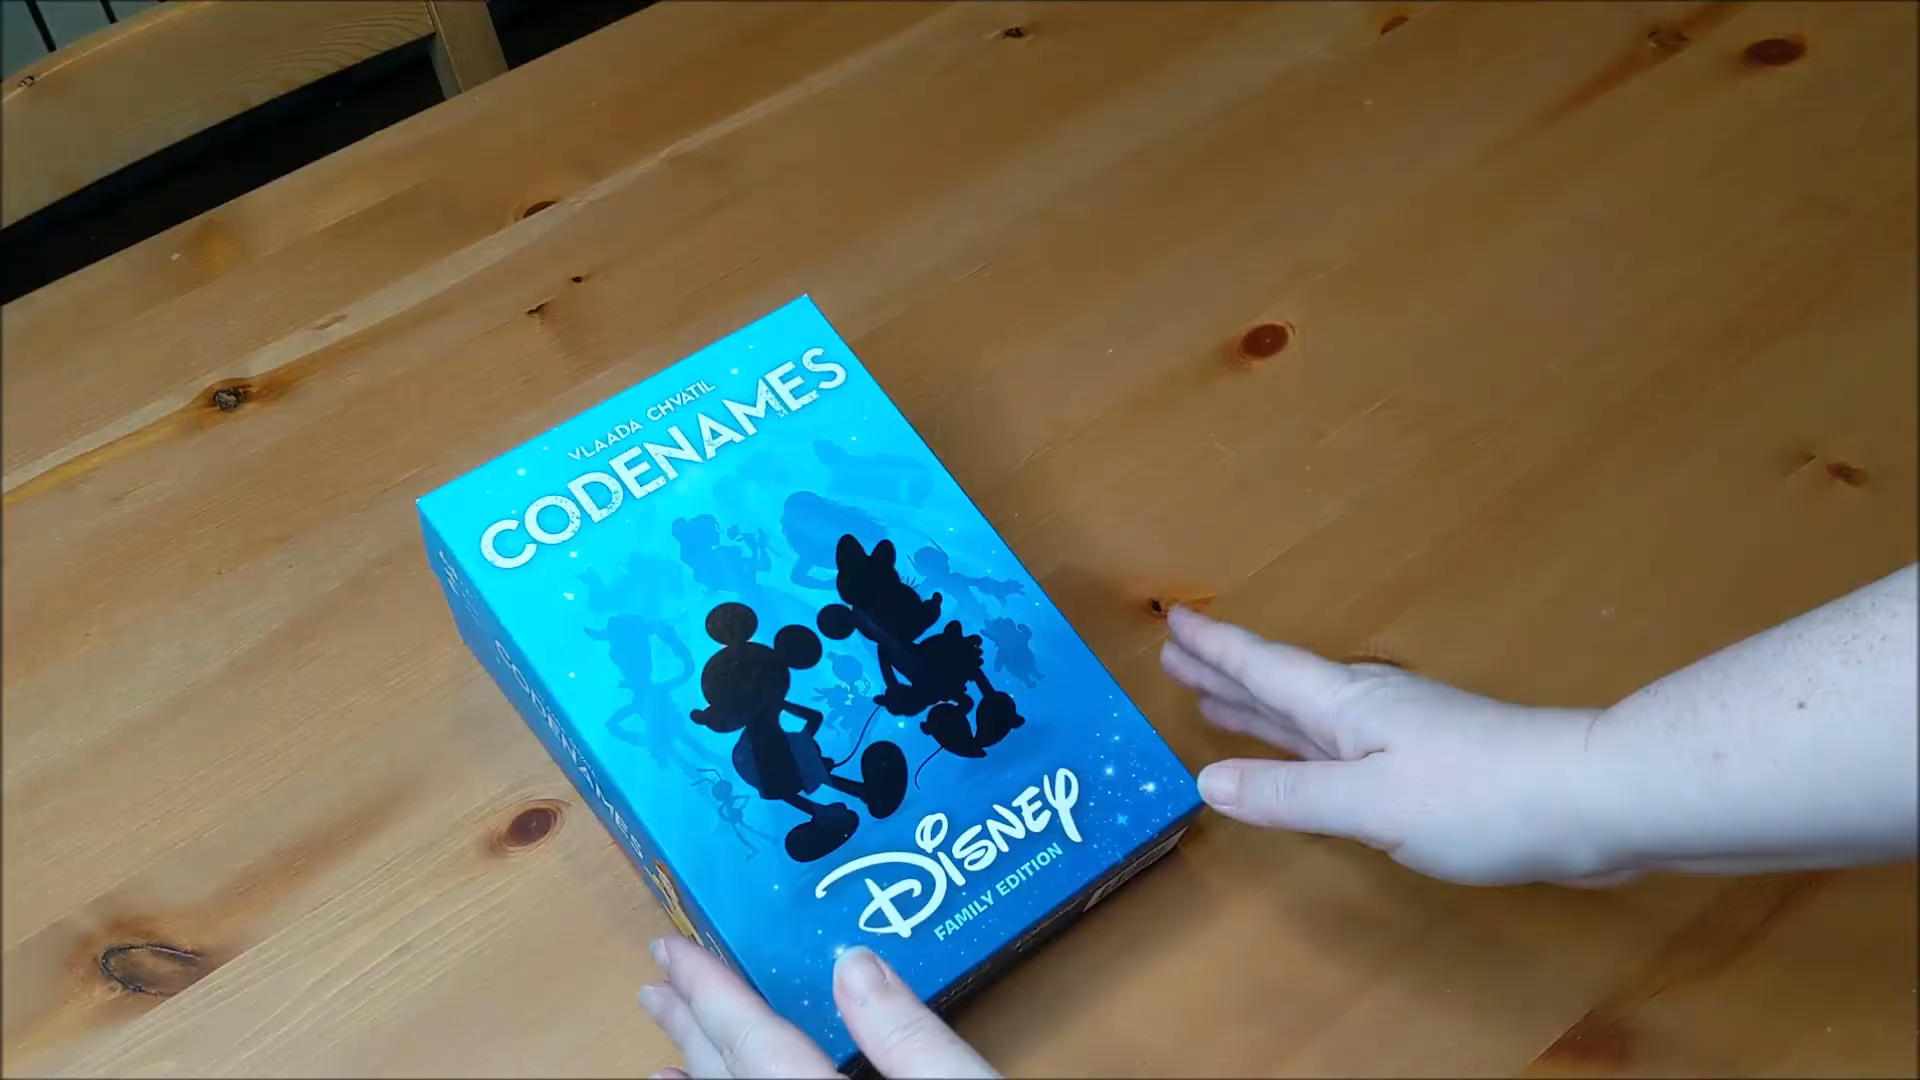 VLAADA CHVÁTIL
CODENAMES
DISNEY
FAMILY EDITION
CODENAMES